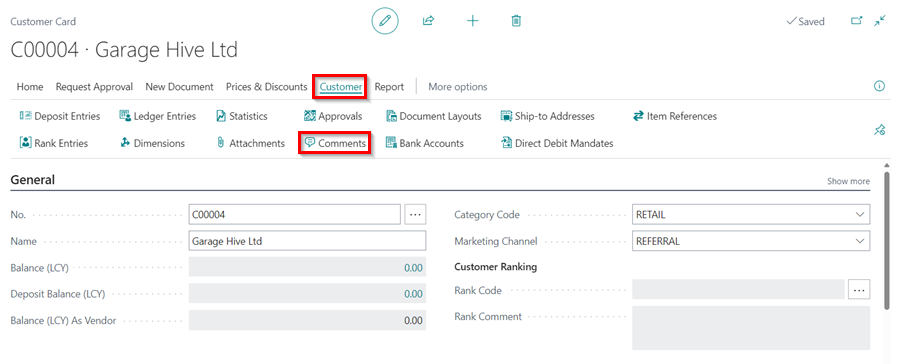 Customer Card
Saved
C00004 · Garage Hive Ltd
Home Request Approval New Document Prices & Discounts Customer Report More options
Deposit Entries Ledger Entries Statistics Approvals Document Layouts Ship-to Addresses Item References
Rank Entries Dimensions Attachments Comments Bank Accounts Direct Debit Mandates
General Show more
No. C00004 Category Code RETAIL
Name Garage Hive Ltd Marketing Channel REFERRAL
Balance (LCY) 0.00 Customer Ranking
Deposit Balance (LCY) 0.00 Rank Code
Balance (LCY) As Vendor 0.00 Rank Comment